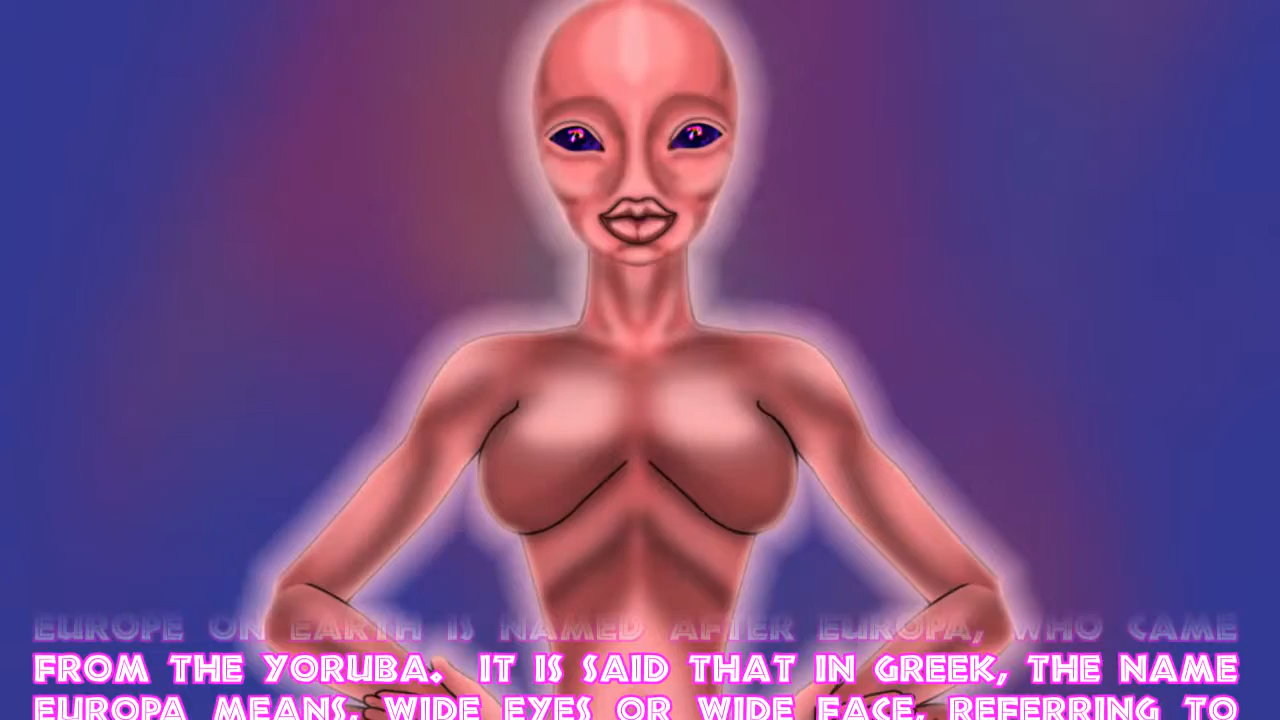 EUROPE ON EARTH IS NAMED AFTER EUROPA, WHO CAME
FROM THE YORUBA. IT IS SAID THAT IN GREEK, THE NAME
EUROPA MEANS, WIDE EYES OR WIDE FACE, REFERRING TO